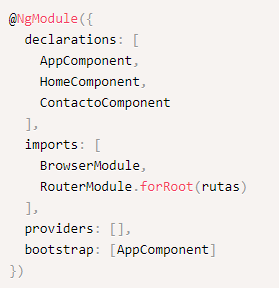 @NgModule({
  declarations: [
    AppComponent,
    HomeComponent,
    ContactoComponent
  ],
  imports: [
    BrowserModule,
    RouterModule.forRoot(rutas)
  ],
  providers: [],
  bootstrap: [AppComponent]
})